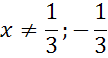 x ≠ 1/3 ; -1/3